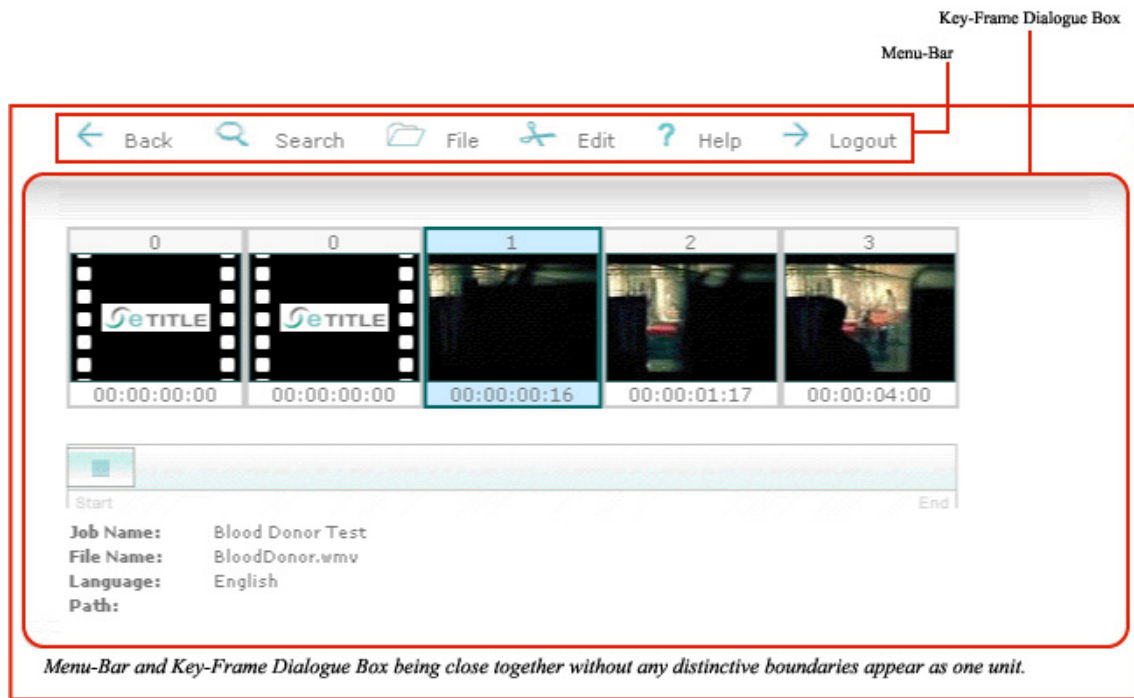 Key-Frame Dialogue Box
Menu-Bar
Back Search File Edit ? Help Logout
0 0 1 2 3
eTITLE eTITLE
00:00:00:00 00:00:00:00 00:00:00:16 00:00:01:17 00:00:04:00
Start End
Job Name: Blood Donor Test
File Name: BloodDonor.wmv
Language: English
Path:
Menu-Bar and Key-Frame Dialogue Box being close together without any distinctive boundaries appear as one unit.